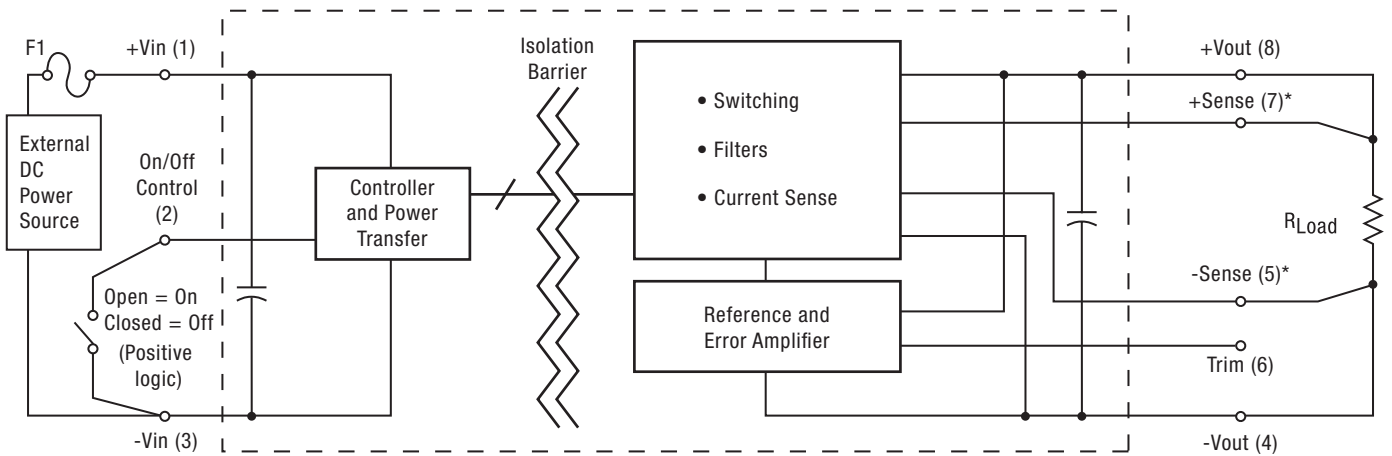 F1
+Vin (1)
External
DC
Power
Source
On/Off
Control
(2)
Open = On
Closed = Off
(Positive
logic)
-Vin (3)
Controller
and Power
Transfer
Isolation
Barrier
• Switching
• Filters
• Current Sense
Reference and
Error Amplifier
+Vout (8)
+Sense (7)*
RLoad
-Sense (5)*
Trim (6)
-Vout (4)